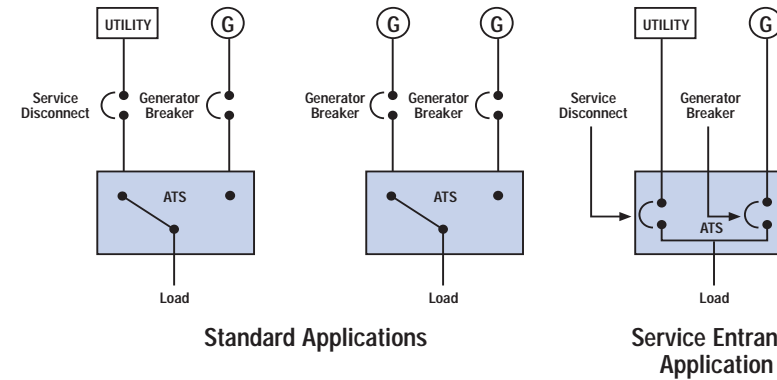 UTILITY
G
Service
Disconnect
Generator
Breaker
ATS
Load
G
G
Generator
Breaker
Generator
Breaker
ATS
Load
Standard Applications
UTILITY
G
Service
Disconnect
Generator
Breaker
ATS
Load
Service Entran
Application